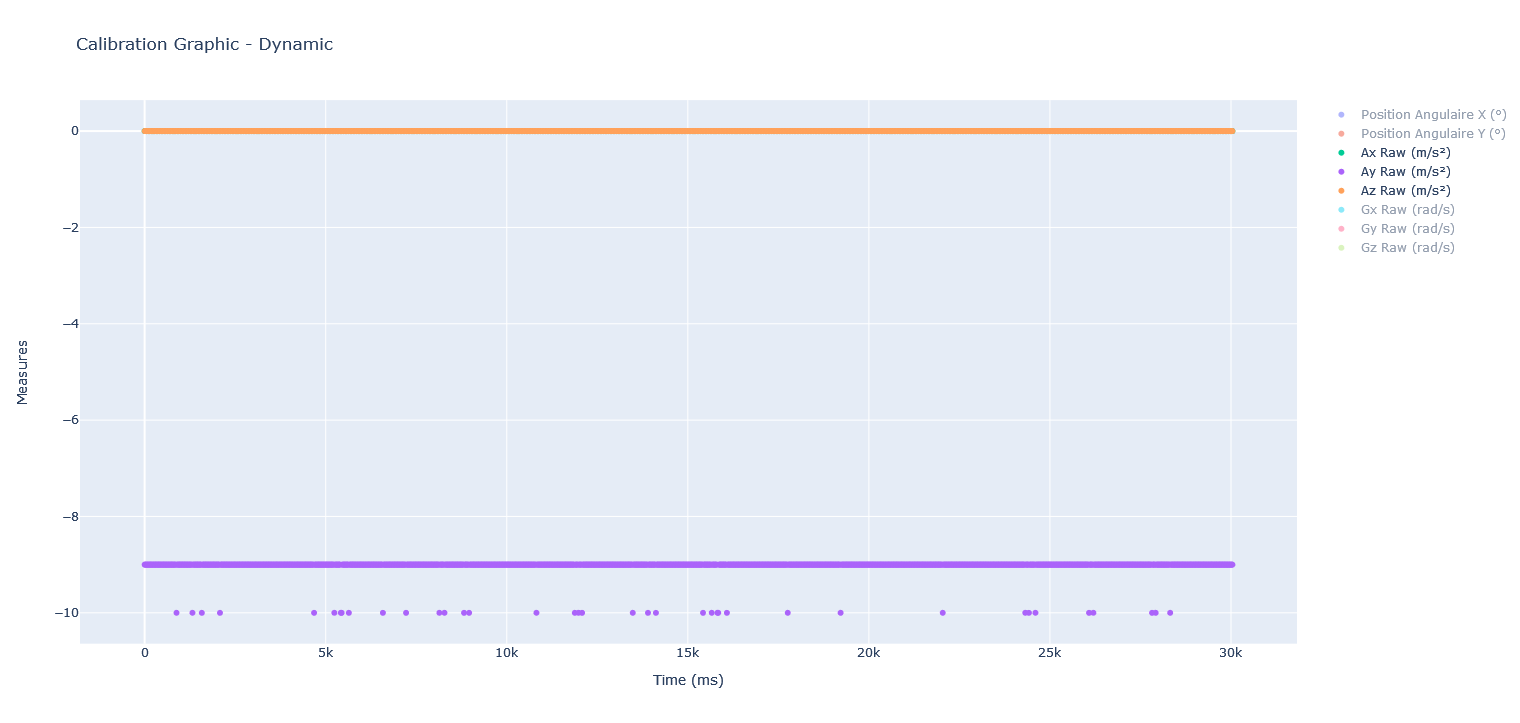 Calibration Graphic - Dynamic
Measures
0
−2
−4
−6
−8
−10
0 5k 10k 15k 20k 25k 30k
Time (ms)
Position Angulaire X (°)
Position Angulaire Y (°)
Ax Raw (m/s²)
Ay Raw (m/s²)
Az Raw (m/s²)
Gx Raw (rad/s)
Gy Raw (rad/s)
Gz Raw (rad/s)